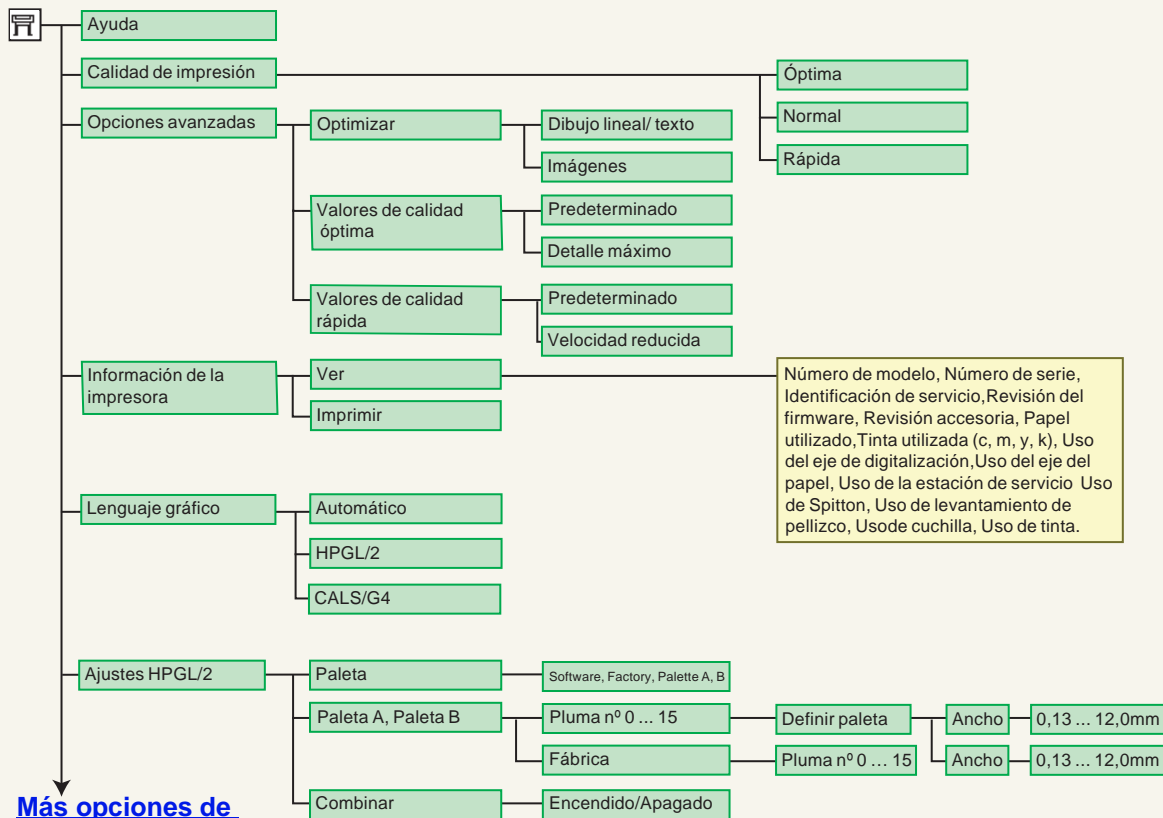 Ayuda
Calidad de impresión
Óptima
Normal
Rápida
Opciones avanzadas
Optimizar
Dibujo lineal/ texto
Imágenes
Valores de calidad
óptima
Predeterminado
Detalle máximo
Valores de calidad
rápida
Predeterminado
Velocidad reducida
Información de la
impresora
Ver
Imprimir
Número de modelo, Número de serie,
Identificación de servicio,Revisión del
firmware, Revisión accesoria, Papel
utilizado,Tinta utilizada (c, m, y, k), Uso
del eje de digitalización,Uso del eje del
papel, Uso de la estación de servicio Uso
de Spitton, Uso de levantamiento de
pellizco, Usode cuchilla, Uso de tinta.
Lenguaje gráfico
Automático
HPGL/2
CALS/G4
Ajustes HPGL/2
Paleta
Software, Factory, Palette A, B
Paleta A, Paleta B
Pluma nº 0 ... 15
Definir paleta
Ancho
0,13 ... 12,0mm
Fábrica
Pluma nº 0 ... 15
Ancho
0,13 ... 12,0mm
Combinar
Encendido/Apagado
Más opciones de